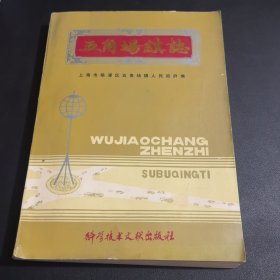 五角场镇志
上海市杨浦区五角场镇人民政府编
WUJIAOCHANG
ZHENZHI
SUBUQINGTI
科学技术文献出版社